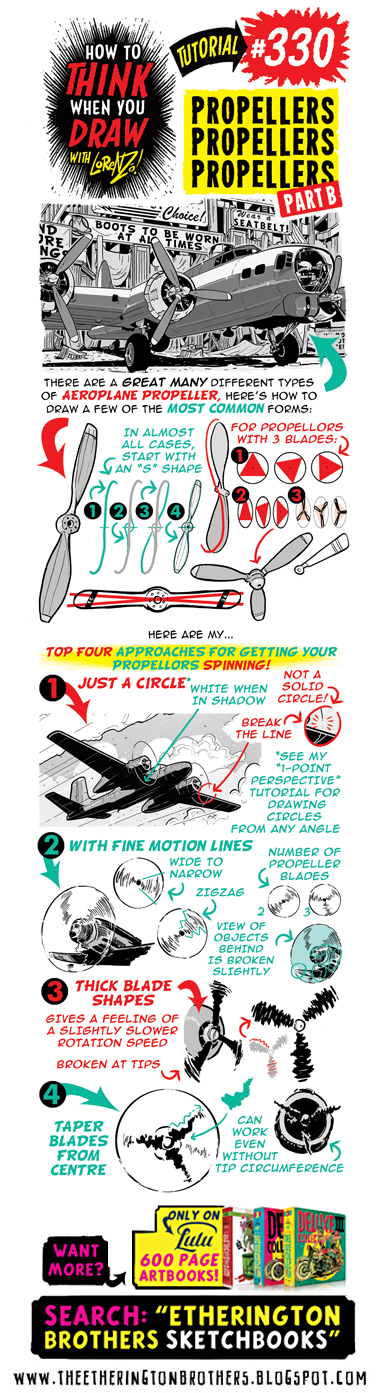 HOW TO
THINK
WHEN YOU
DRAW
WITH LORENZO!
TUTORIAL
#330
PROPELLERS
PROPELLERS
PROPELLERS
PART B
Choice!
Wear a
SEATBELT!
BOOTS TO BE WORN
AT ALL TIMES
THERE ARE A GREAT MANY DIFFERENT TYPES
OF AEROPLANE PROPELLER, HERE'S HOW TO
DRAW A FEW OF THE MOST COMMON FORMS:
IN ALMOST
ALL CASES,
START WITH
AN "S" SHAPE
1 2 3 4
FOR PROPELLORS
WITH 3 BLADES:
1
2
3
HERE ARE MY...
TOP FOUR APPROACHES FOR GETTING YOUR
PROPELLORS SPINNING!
1 JUST A CIRCLE*
WHITE WHEN
IN SHADOW
NOT A
SOLID
CIRCLE!
BREAK
THE LINE
*SEE MY
"1-POINT
PERSPECTIVE"
TUTORIAL FOR
DRAWING
CIRCLES
FROM ANY ANGLE
2 WITH FINE MOTION LINES
WIDE TO
NARROW
ZIGZAG
NUMBER OF
PROPELLER
BLADES
2 3
VIEW OF
OBJECTS
BEHIND
IS BROKEN
SLIGHTLY
3 THICK BLADE
SHAPES
GIVES A FEELING OF
A SLIGHTLY SLOWER
ROTATION SPEED
BROKEN AT TIPS
4
TAPER
BLADES
FROM
CENTRE
CAN
WORK
EVEN
WITHOUT
TIP CIRCUMFERENCE
WANT
MORE?
ONLY ON
Lulu
600 PAGE
ARTBOOKS!
SEARCH: "ETHERINGTON
BROTHERS SKETCHBOOKS"
WWW.THEETHERINGTONBROTHERS.BLOGSPOT.COM